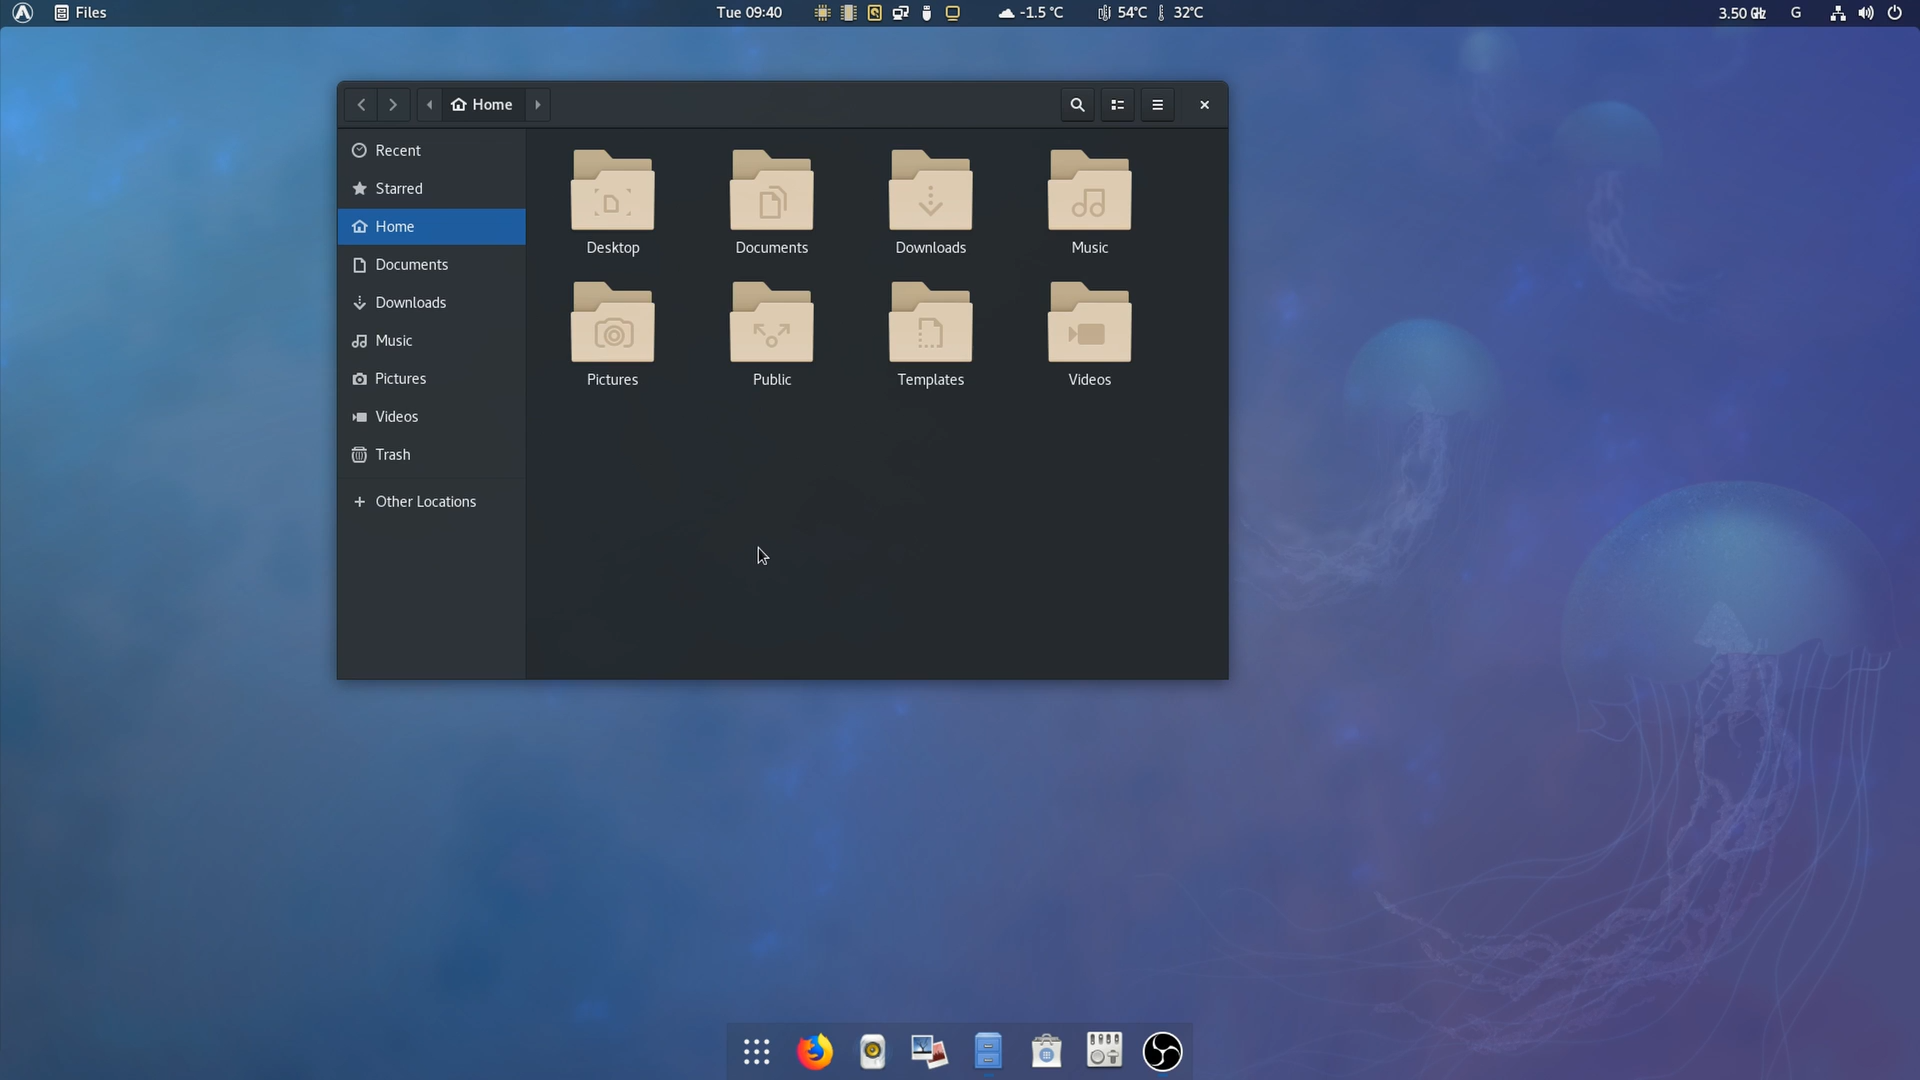 Files
Tue 09:40
-1.5 °C
54°C
32°C
3.50
G
Home
Recent
Starred
Home
Documents
Downloads
Music
Pictures
Videos
Trash
Other Locations
Desktop
Documents
Downloads
Music
Pictures
Public
Templates
Videos